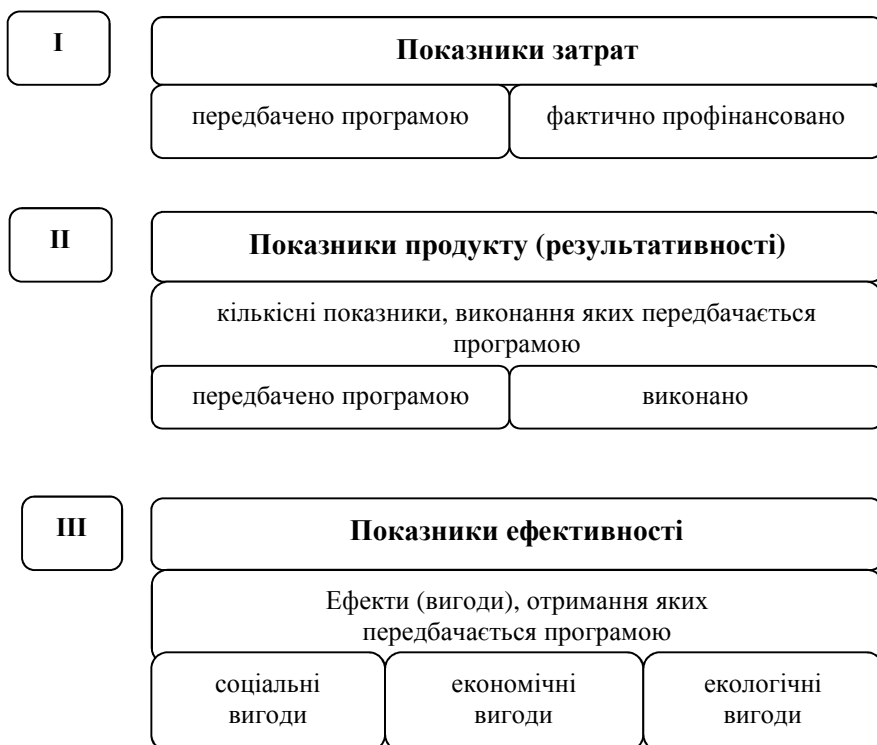 I
Показники затрат
передбачено програмою
фактично профінансовано
II
Показники продукту (результативності)
кількісні показники, виконання яких передбачається
програмою
передбачено програмою
виконано
III
Показники ефективності
Ефекти (вигоди), отримання яких
передбачається програмою
соціальні
вигоди
економічні
вигоди
екологічні
вигоди